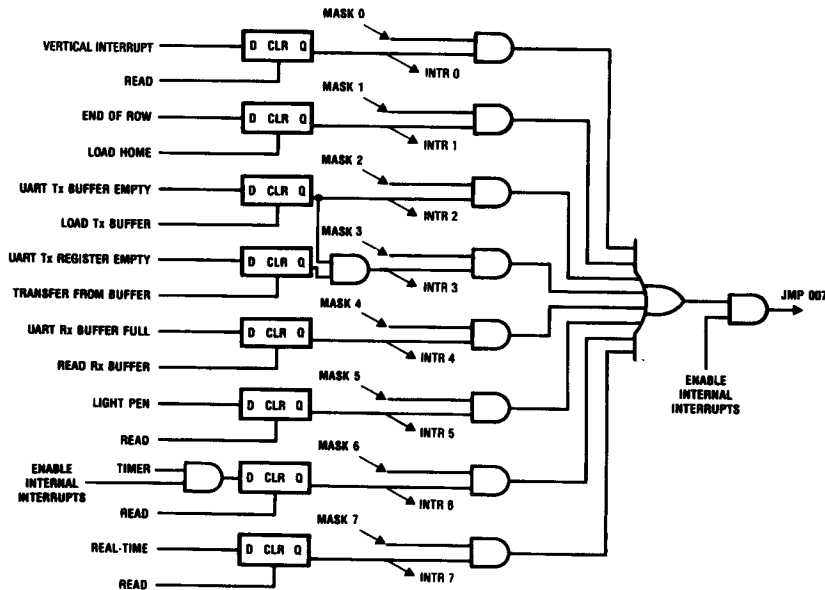 MASK 0
VERTICAL INTERRUPT
D CLR Q
INTR 0
READ
MASK 1
END OF ROW
D CLR Q
INTR 1
LOAD HOME
MASK 2
UART Tx BUFFER EMPTY
D CLR Q
INTR 2
LOAD Tx BUFFER
MASK 3
UART Tx REGISTER EMPTY
D CLR Q
INTR 3
TRANSFER FROM BUFFER
MASK 4
UART Rx BUFFER FULL
D CLR Q
INTR 4
READ Rx BUFFER
MASK 5
LIGHT PEN
D CLR Q
INTR 5
READ
MASK 6
ENABLE
INTERNAL
INTERRUPTS
TIMER
D CLR Q
INTR 6
READ
MASK 7
REAL-TIME
D CLR Q
INTR 7
READ
JMP 007
ENABLE
INTERNAL
INTERRUPTS